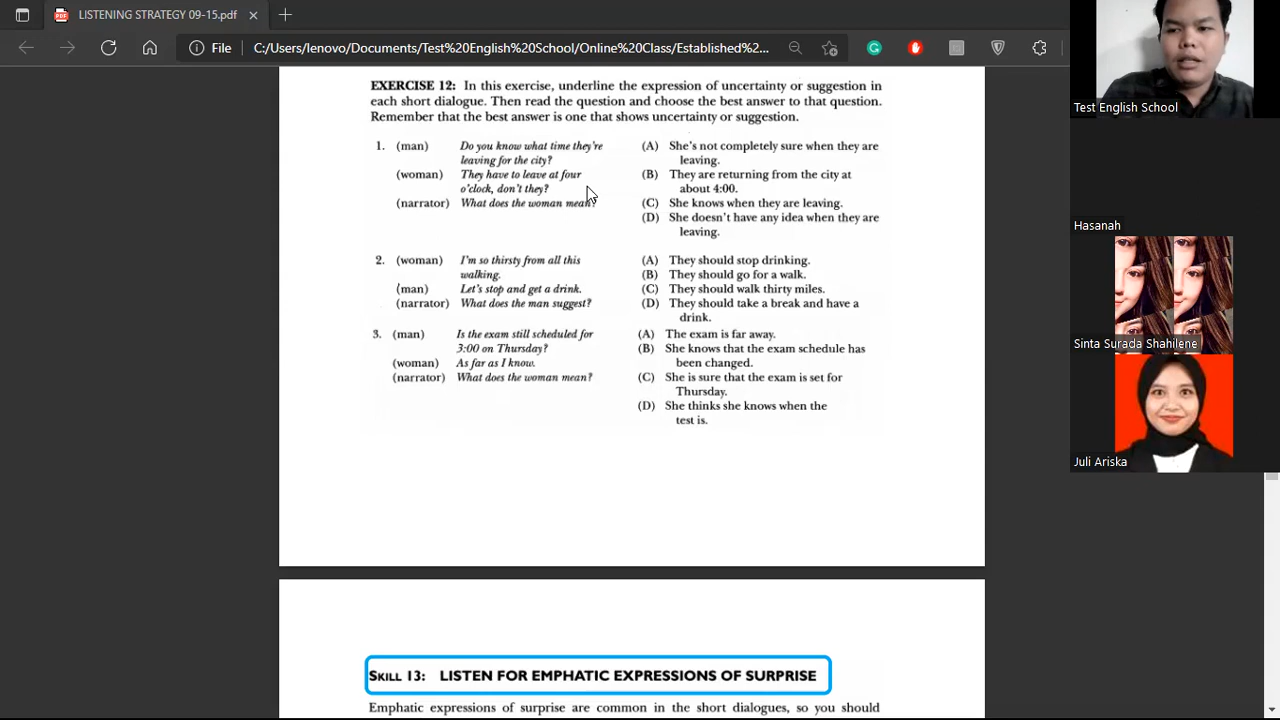 LISTENING STRATEGY 09-15.pdf
File
C:/Users/lenovo/Documents/Test%20English%20School/Online%20Class/Established%2...
EXERCISE 12: In this exercise, underline the expression of uncertainty or suggestion in
each short dialogue. Then read the question and choose the best answer to that question.
Remember that the best answer is one that shows uncertainty or suggestion.
1. (man) Do you know what time they're
leaving for the city?
(woman) They have to leave at four
o'clock, don't they?
(narrator) What does the woman mean?
(A) She's not completely sure when they are
leaving.
(B) They are returning from the city at
about 4:00.
(C) She knows when they are leaving.
(D) She doesn't have any idea when they are
leaving.
2. (woman) I'm so thirsty from all this
walking.
(man) Let's stop and get a drink.
(narrator) What does the man suggest?
(A) They should stop drinking.
(B) They should go for a walk.
(C) They should walk thirty miles.
(D) They should take a break and have a
drink.
3. (man) Is the exam still scheduled for
3:00 on Thursday?
(woman) As far as I know.
(narrator) What does the woman mean?
(A) The exam is far away.
(B) She knows that the exam schedule has
been changed.
(C) She is sure that the exam is set for
Thursday.
(D) She thinks she knows when the
test is.
SKILL 13: LISTEN FOR EMPHATIC EXPRESSIONS OF SURPRISE
Emphatic expressions of surprise are common in the short dialogues, so you should
Test English School
Hasanah
Sinta Surada Shahilene
Juli Ariska